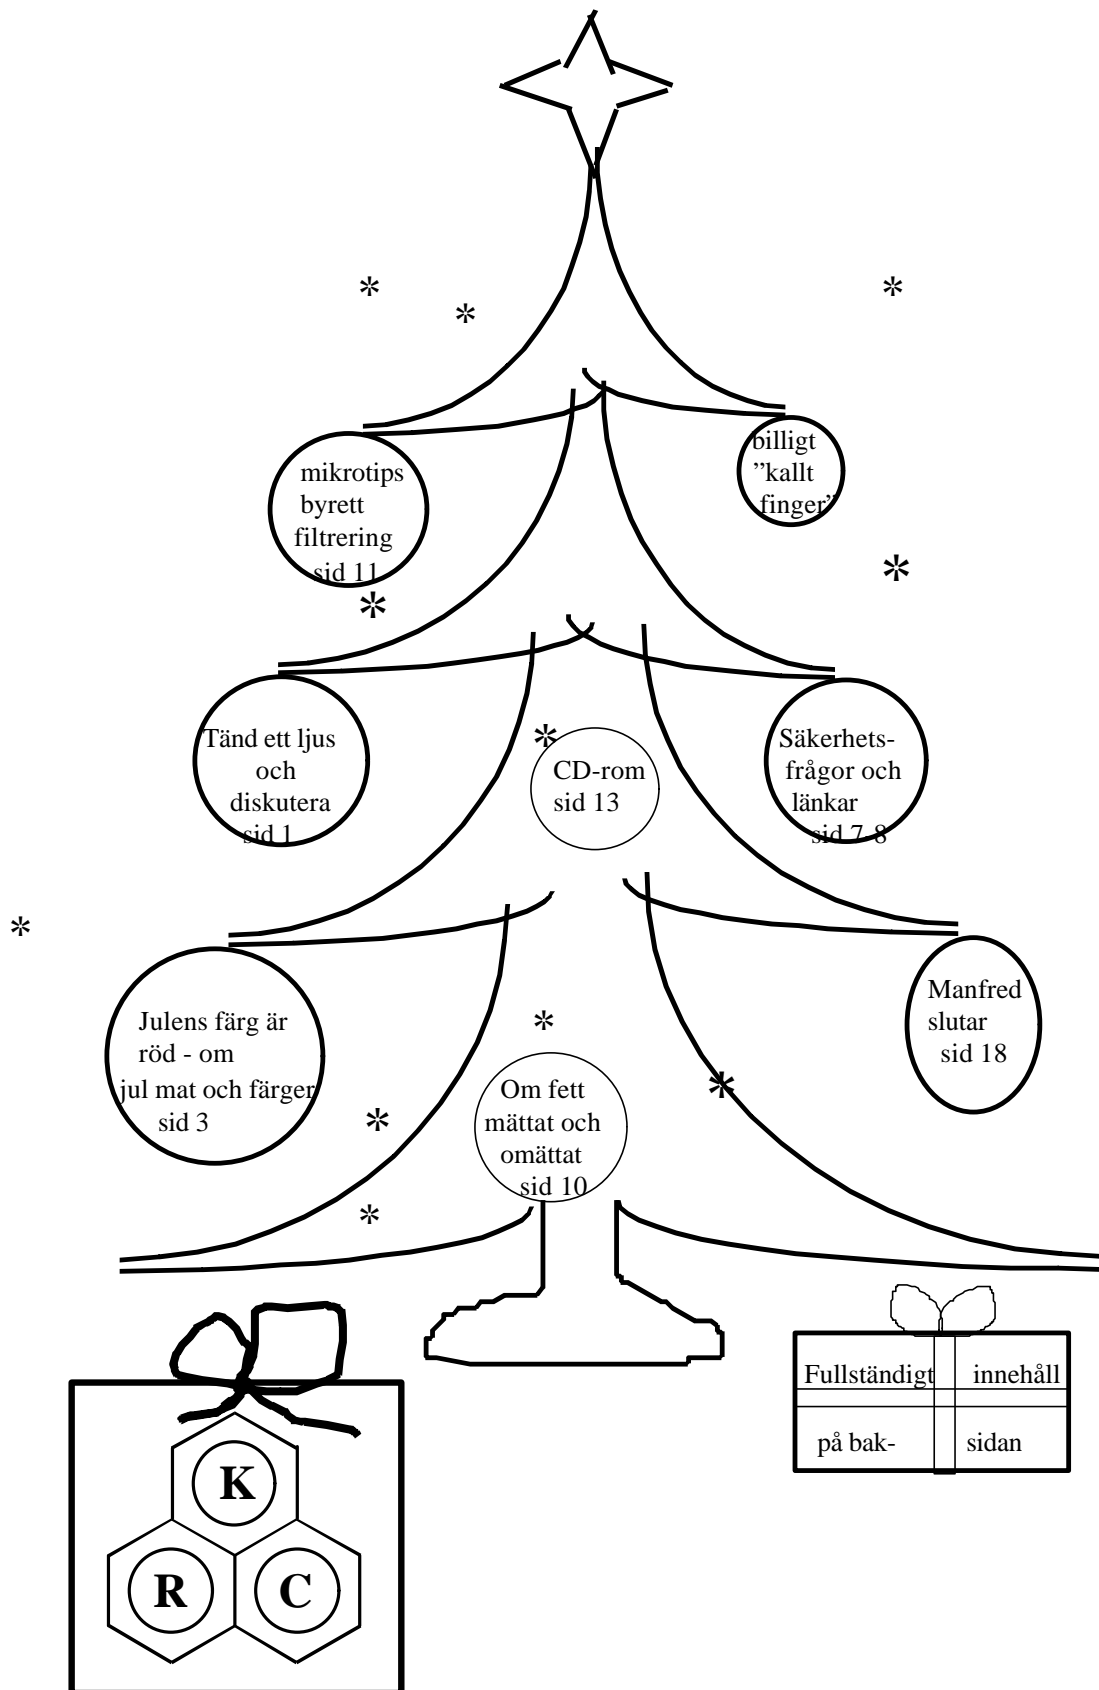 mikrotips
byrett
filtrering
sid 11
billigt
”kallt
finger”
Tänd ett ljus
och
diskutera
sid 1
CD-rom
sid 13
Säkerhets-
frågor och
länkar
sid 7-8
Julens färg är
röd - om
jul mat och färger
sid 3
Om fett
mättat och
omättat
sid 10
Manfred
slutar
sid 18
Fullständigt innehåll
på bak- sidan
K
R C